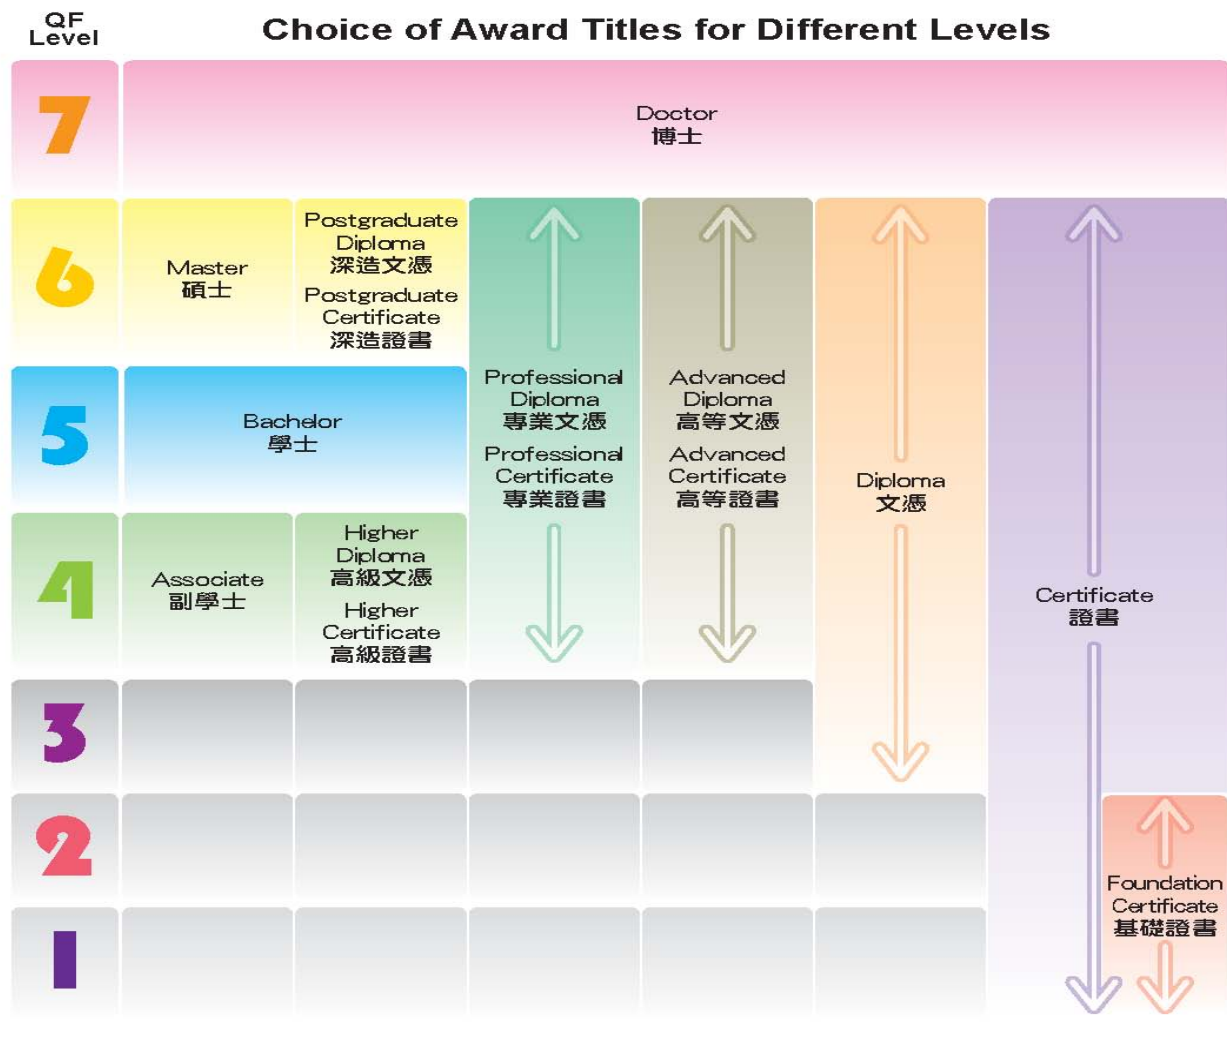 QF
Level
Choice of Award Titles for Different Levels
7
Doctor
博士
6
Master
碩士
Postgraduate
Diploma
深造文憑
Postgraduate
Certificate
深造證書
5
Bachelor
學士
Professional
Diploma
專業文憑
Professional
Certificate
專業證書
Advanced
Diploma
高等文憑
Advanced
Certificate
高等證書
Diploma
文憑
4
Associate
副學士
Higher
Diploma
高級文憑
Higher
Certificate
高級證書
Certificate
證書
3
2
Foundation
Certificate
基礎證書
1